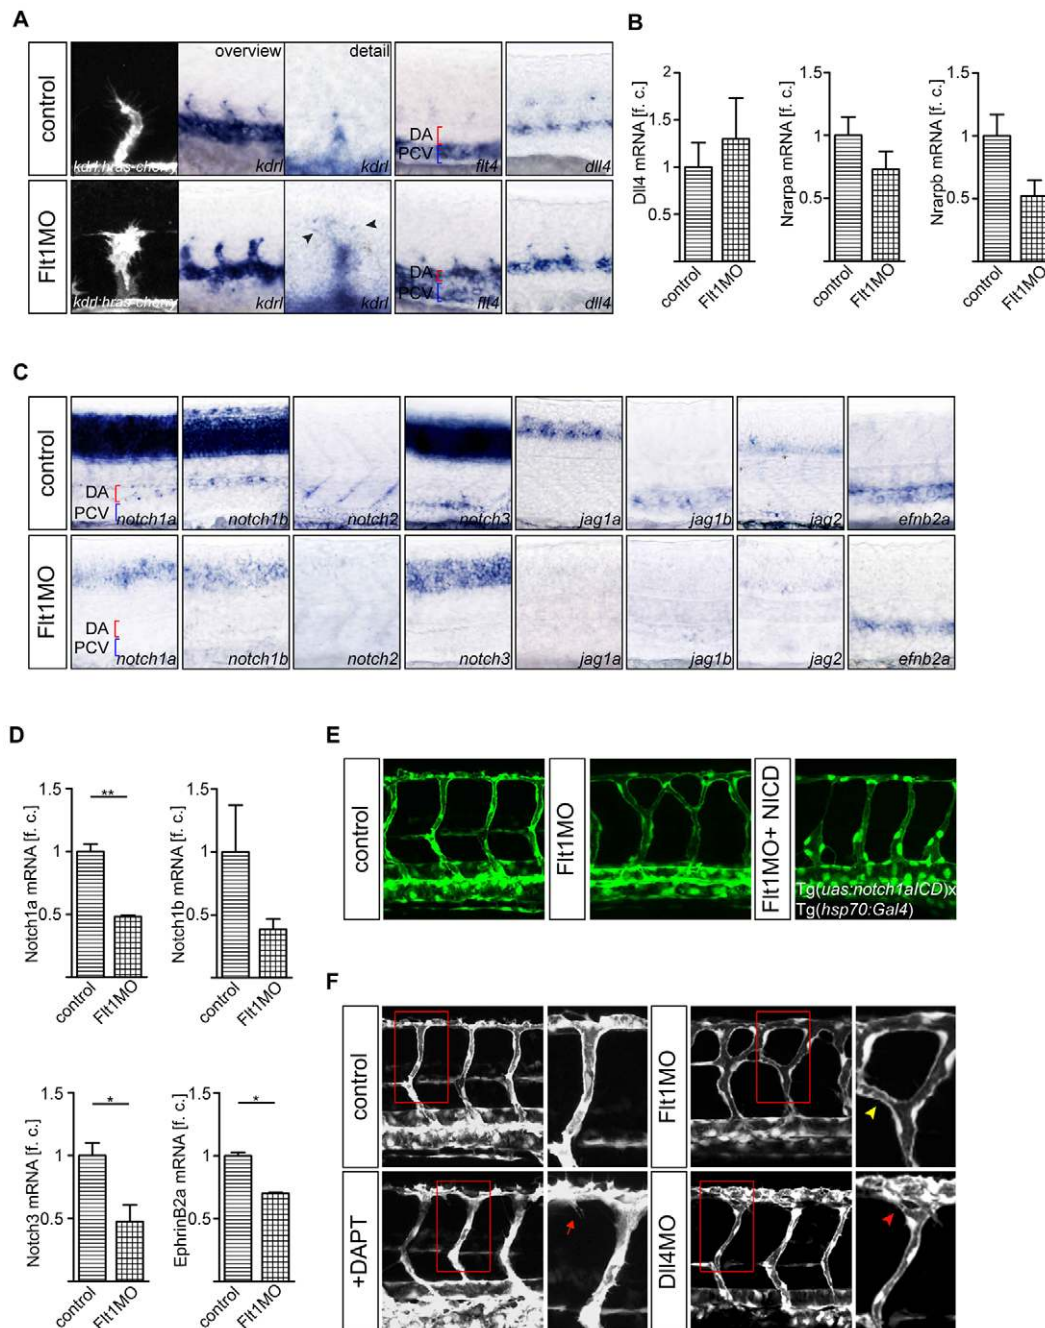 A
control
overview
detail
kdrl:hras-cherry
kdrl
kdrl
DA
PCV
flt4
dll4
Flt1MO
kdrl:hras-cherry
kdrl
kdrl
DA
PCV
flt4
dll4
B
Dll4 mRNA [f. c.]
2
1.5
1
0.5
control
Flt1MO
Nrarpa mRNA [f. c.]
1.5
1
0.5
control
Flt1MO
Nrarpb mRNA [f. c.]
1.5
1
0.5
control
Flt1MO
C
control
DA
PCV
notch1a
notch1b
notch2
notch3
jag1a
jag1b
jag2
efnb2a
Flt1MO
DA
PCV
notch1a
notch1b
notch2
notch3
jag1a
jag1b
jag2
efnb2a
D
Notch1a mRNA [f. c.]
1.5
1
0.5
**
control
Flt1MO
Notch1b mRNA [f. c.]
1.5
1
0.5
control
Flt1MO
Notch3 mRNA [f. c.]
1.5
1
0.5
*
control
Flt1MO
EphrinB2a mRNA [f. c.]
1.5
1
0.5
*
control
Flt1MO
E
control
Flt1MO
Flt1MO+ NICD
Tg(uas:notch1aICD)x
Tg(hsp70:Gal4)
F
control
Flt1MO
+DAPT
Dll4MO